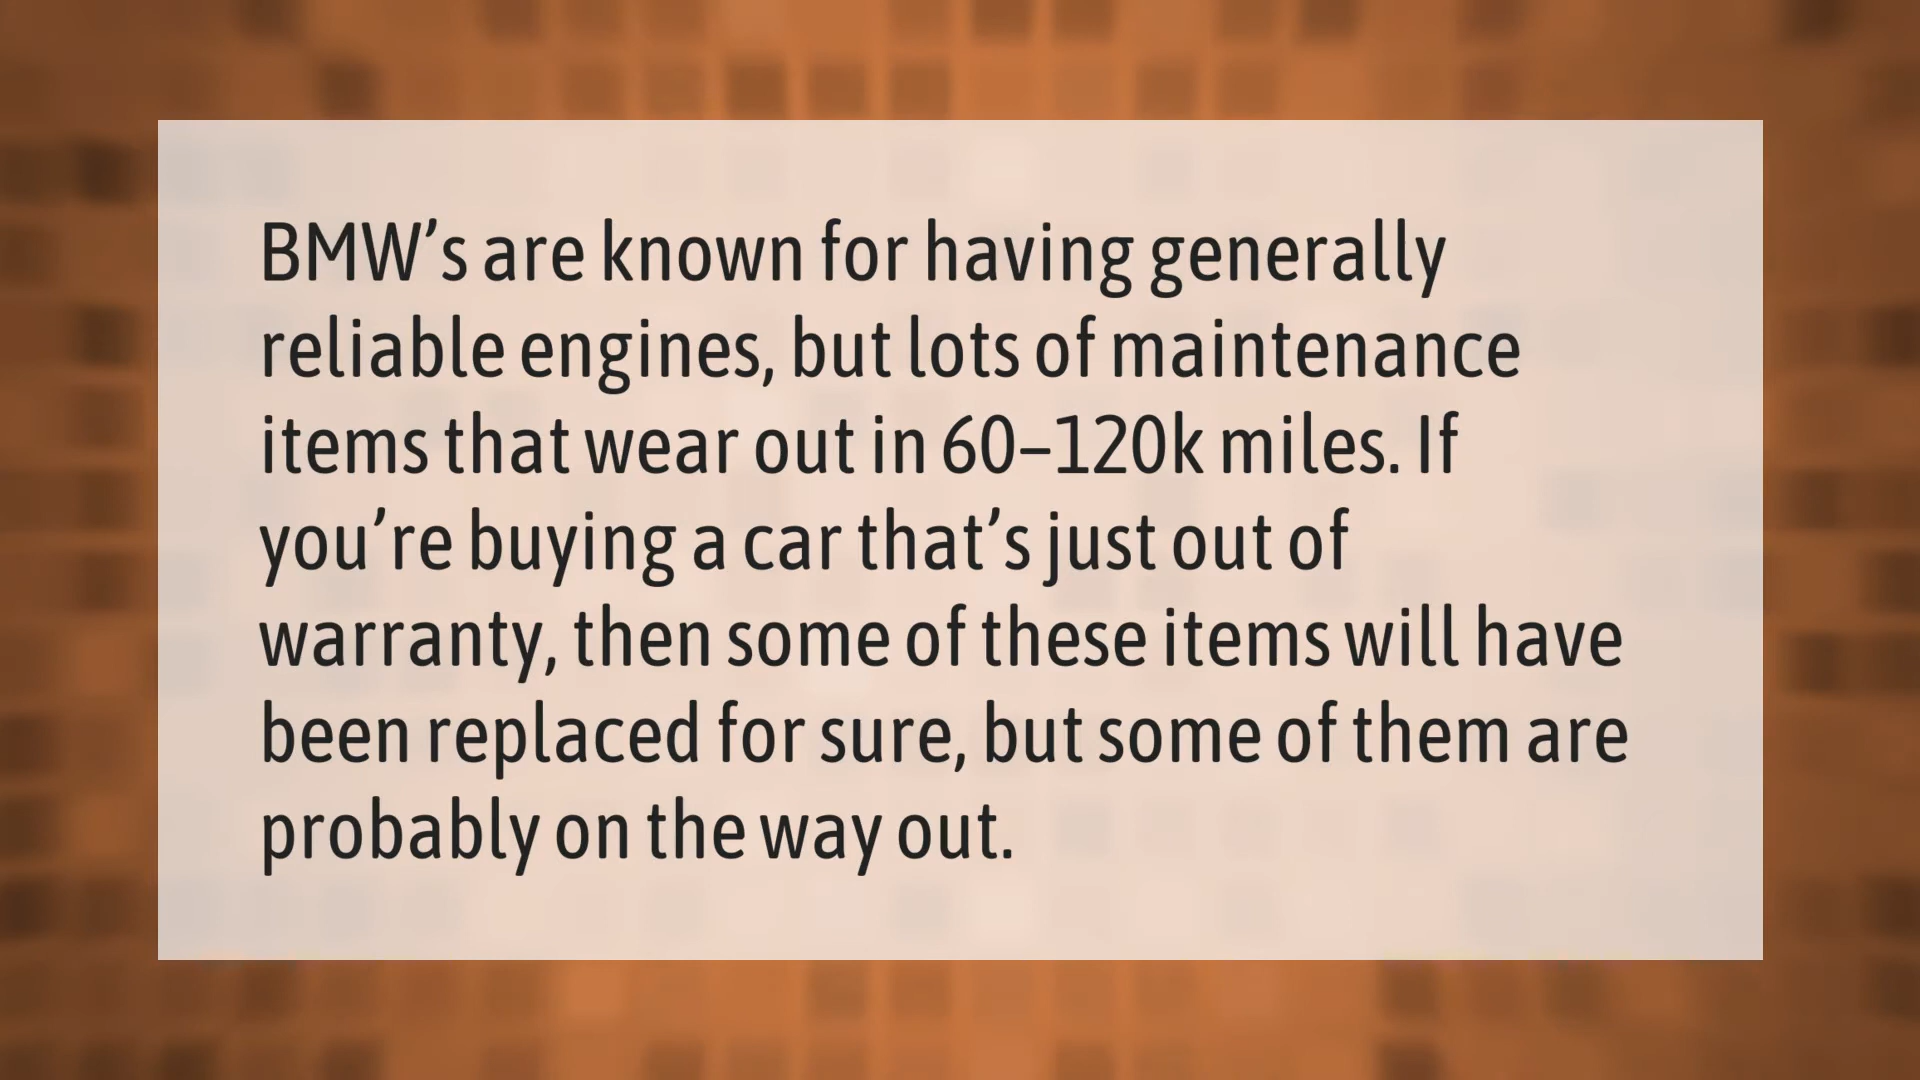 BMW’s are known for having generally
reliable engines, but lots of maintenance
items that wear out in 60–120k miles. If
you’re buying a car that’s just out of
warranty, then some of these items will have
been replaced for sure, but some of them are
probably on the way out.